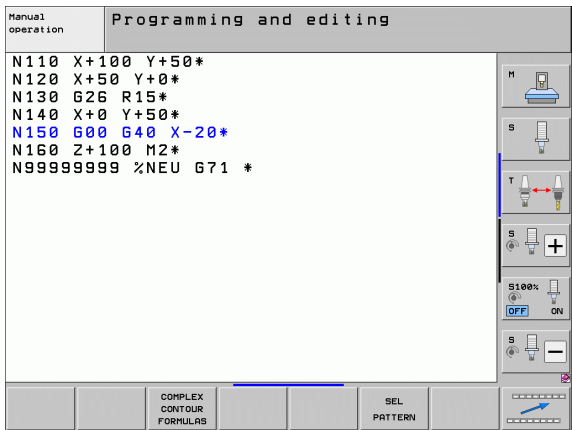 Manual
operation
Programming and editing
N110 X+100 Y+50*
N120 X+50 Y+0*
N130 G26 R15*
N140 X+0 Y+50*
N150 G00 G40 X-20*
N160 Z+100 M2*
N99999999 %NEU G71 *
M
S
T
S
+
S100%
OFF ON
S
-
COMPLEX
CONTOUR
FORMULAS
SEL
PATTERN